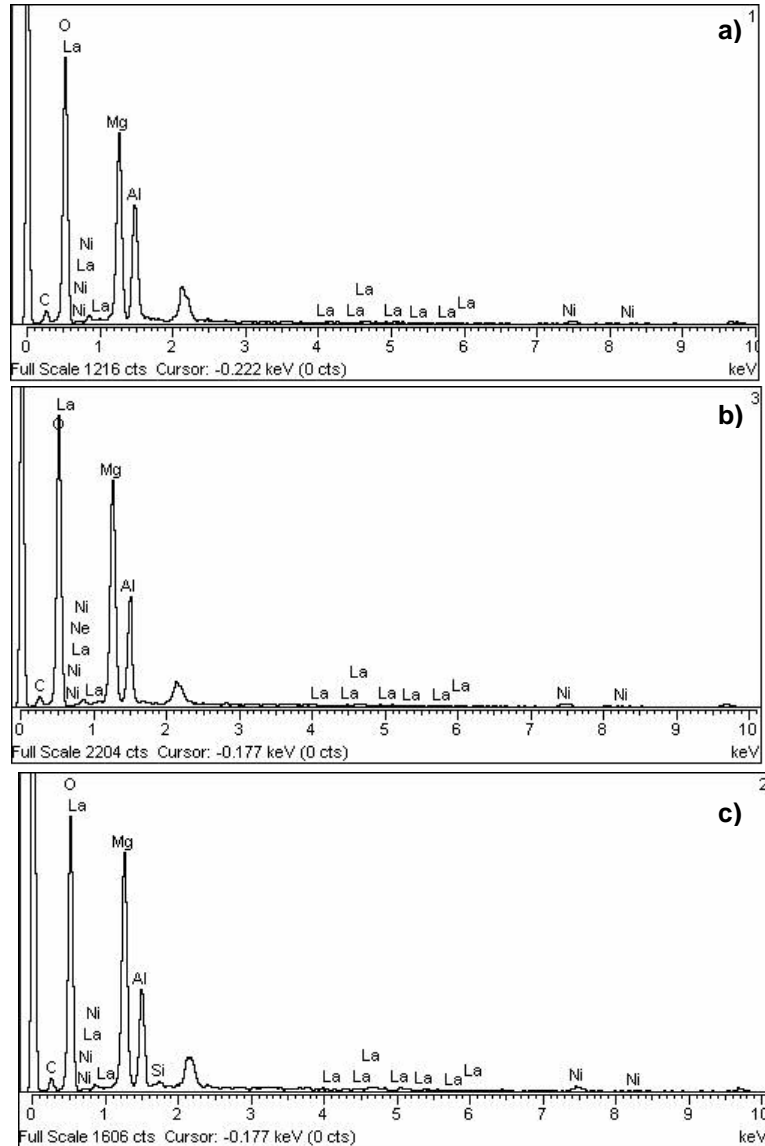 1
a)
O
La
Mg
Al
Ni
La
Ni
C Ni La
La
La La La La La La Ni Ni
0 1 2 3 4 5 6 7 8 9 10
Full Scale 1216 cts Cursor: -0.222 keV (0 cts) keV
3
b)
La
O
Mg
Al
Ni
Ne
La
Ni
C Ni La
La
La La La La La La Ni Ni
0 1 2 3 4 5 6 7 8 9 10
Full Scale 2204 cts Cursor: -0.177 keV (0 cts) keV
2
c)
O
La
Mg
Al
Ni
La
Ni
C Ni La Si
La
La La La La La La Ni Ni
0 1 2 3 4 5 6 7 8 9 10
Full Scale 1606 cts Cursor: -0.177 keV (0 cts) keV